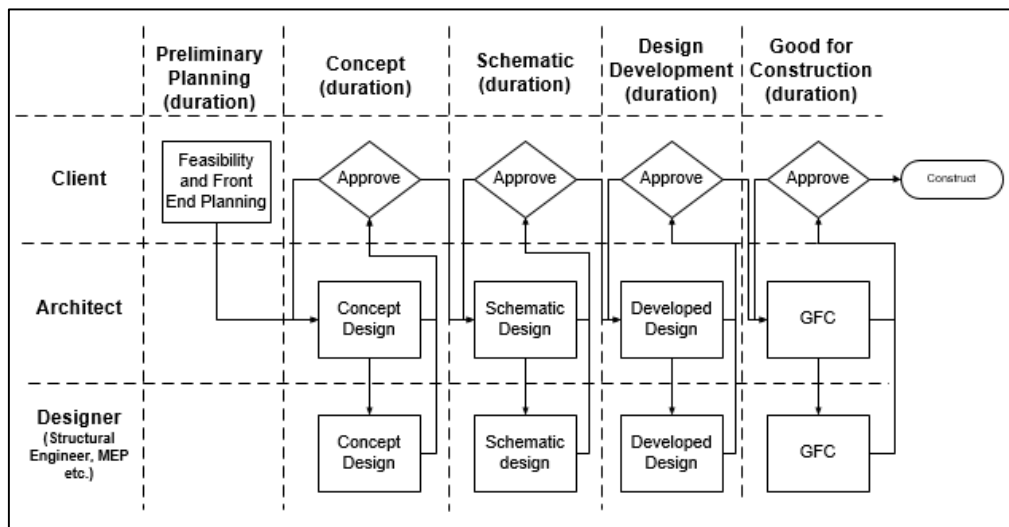 Preliminary
Planning
(duration)
Concept
(duration)
Schematic
(duration)
Design
Development
(duration)
Good for
Construction
(duration)
Client
Feasibility
and Front
End Planning
Approve
Approve
Approve
Approve
Construct
Architect
Concept
Design
Schematic
Design
Developed
Design
GFC
Designer
(Structural
Engineer, MEP
etc.)
Concept
Design
Schematic
design
Developed
Design
GFC